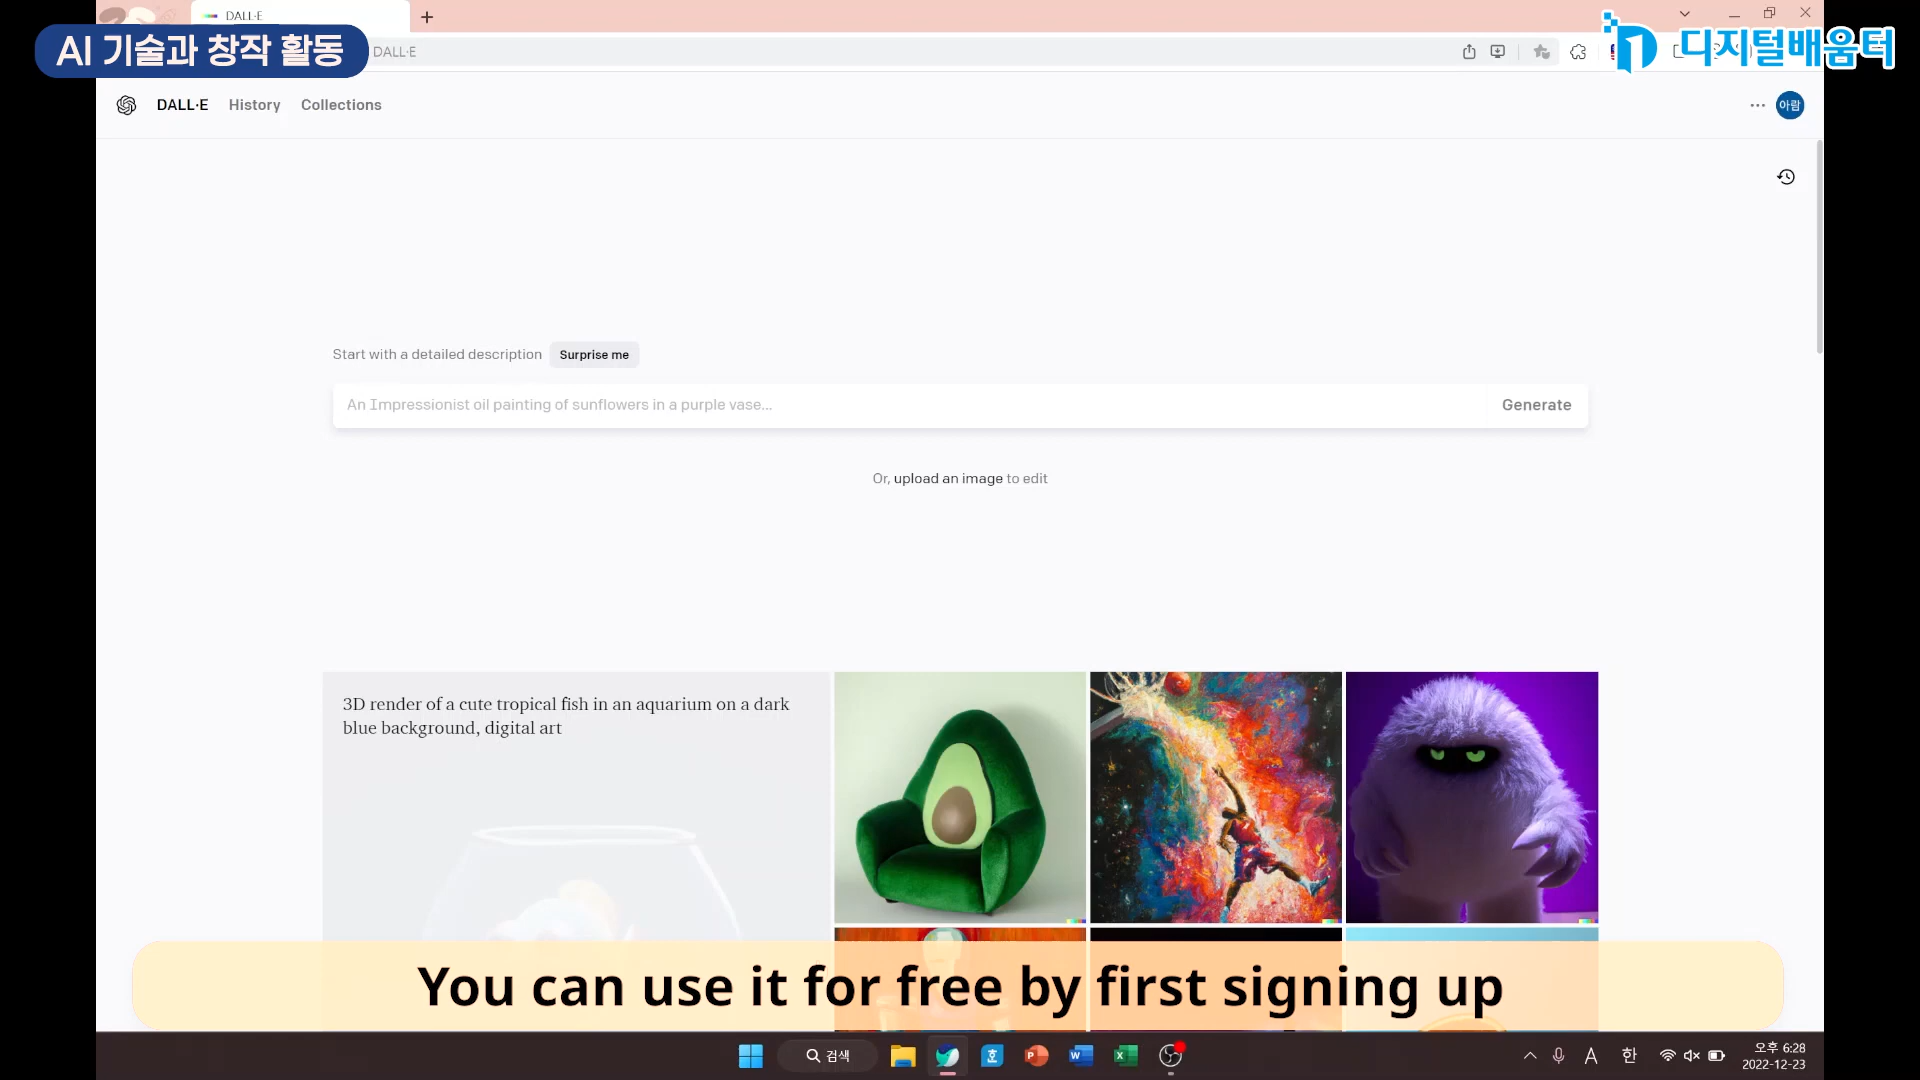 DALL·E
AI 기술과 창작 활동
DALL·E
디지털배움터
DALL·E History Collections
아람
Start with a detailed description Surprise me
An Impressionist oil painting of sunflowers in a purple vase...
Generate
Or, upload an image to edit
3D render of a cute tropical fish in an aquarium on a dark
blue background, digital art
You can use it for free by first signing up
검색
A 한
오후 6:28
2022-12-23